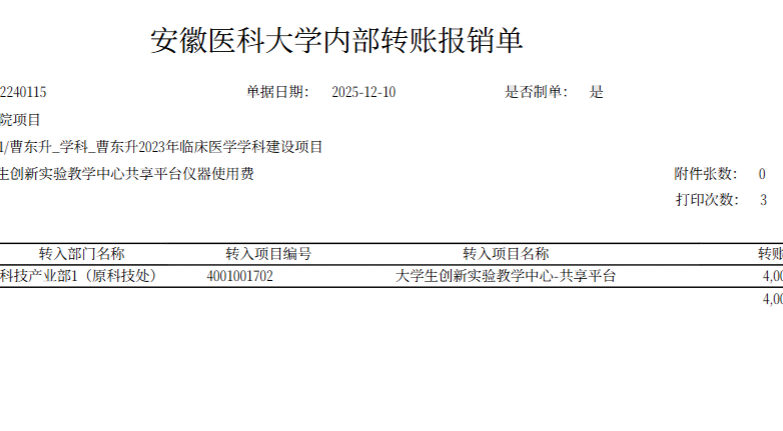 安徽医科大学内部转账报销单
2240115 单据日期： 2025-12-10 是否制单： 是
院项目
1/曹东升_学科_曹东升2023年临床医学学科建设项目
生创新实验教学中心共享平台仪器使用费 附件张数： 0
打印次数： 3
转入部门名称 转入项目编号 转入项目名称 转账
科技产业部1（原科技处） 4001001702 大学生创新实验教学中心-共享平台 4,00
4,00